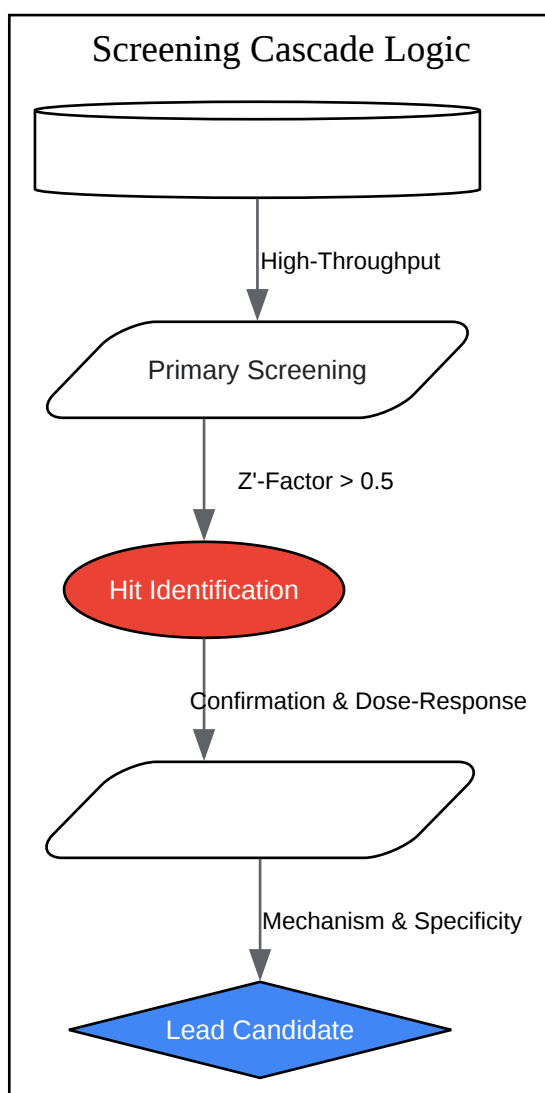 Screening Cascade Logic
High-Throughput
Primary Screening
Z'-Factor > 0.5
Hit Identification
Confirmation & Dose-Response
Mechanism & Specificity
Lead Candidate